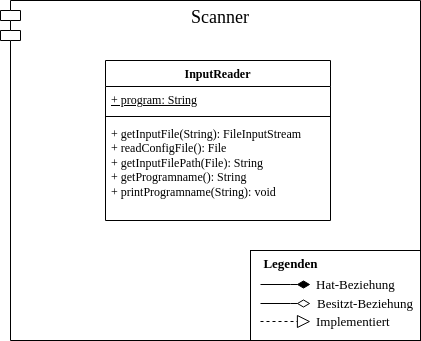 Scanner
InputReader
+ program: String
+ getInputFile(String): FileInputStream
+ readConfigFile(): File
+ getInputFilePath(File): String
+ getProgramname(): String
+ printProgramname(String): void
Legenden
Hat-Beziehung
Besitzt-Beziehung
Implementiert